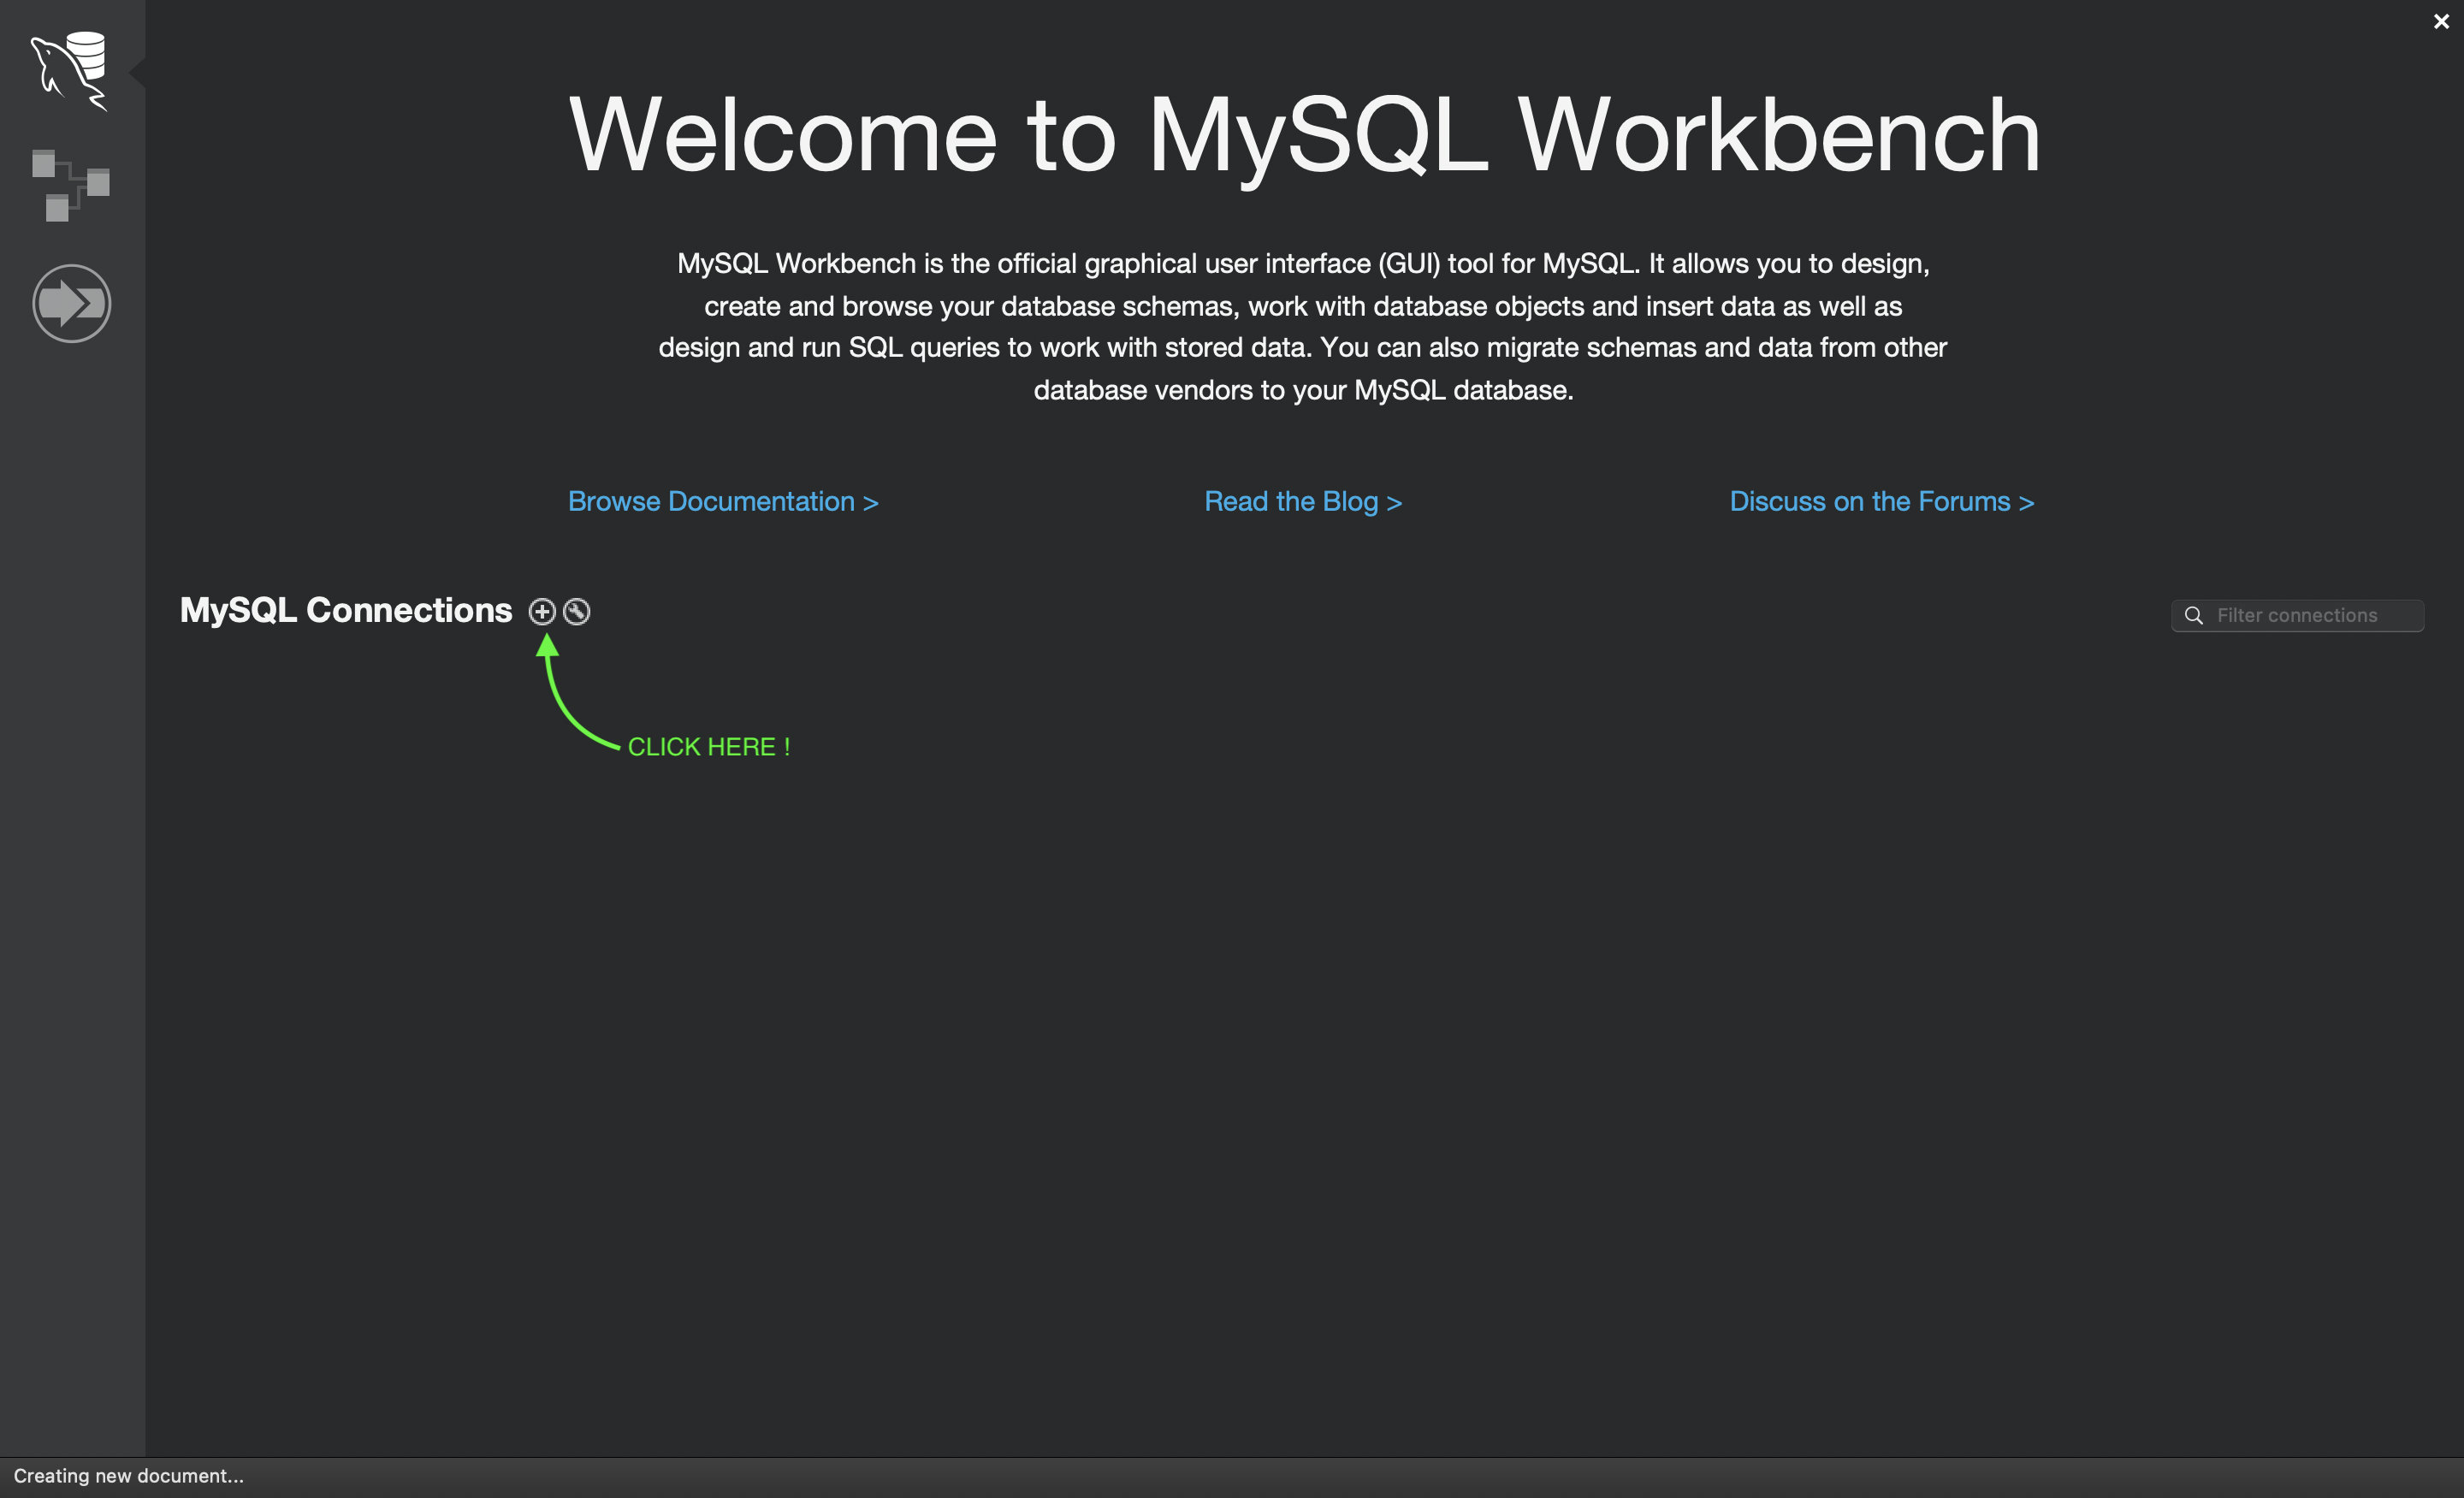 Welcome to MySQL Workbench
MySQL Workbench is the official graphical user interface (GUI) tool for MySQL. It allows you to design,
create and browse your database schemas, work with database objects and insert data as well as
design and run SQL queries to work with stored data. You can also migrate schemas and data from other
database vendors to your MySQL database.
Browse Documentation >
Read the Blog >
Discuss on the Forums >
MySQL Connections
Filter connections
CLICK HERE !
Creating new document...